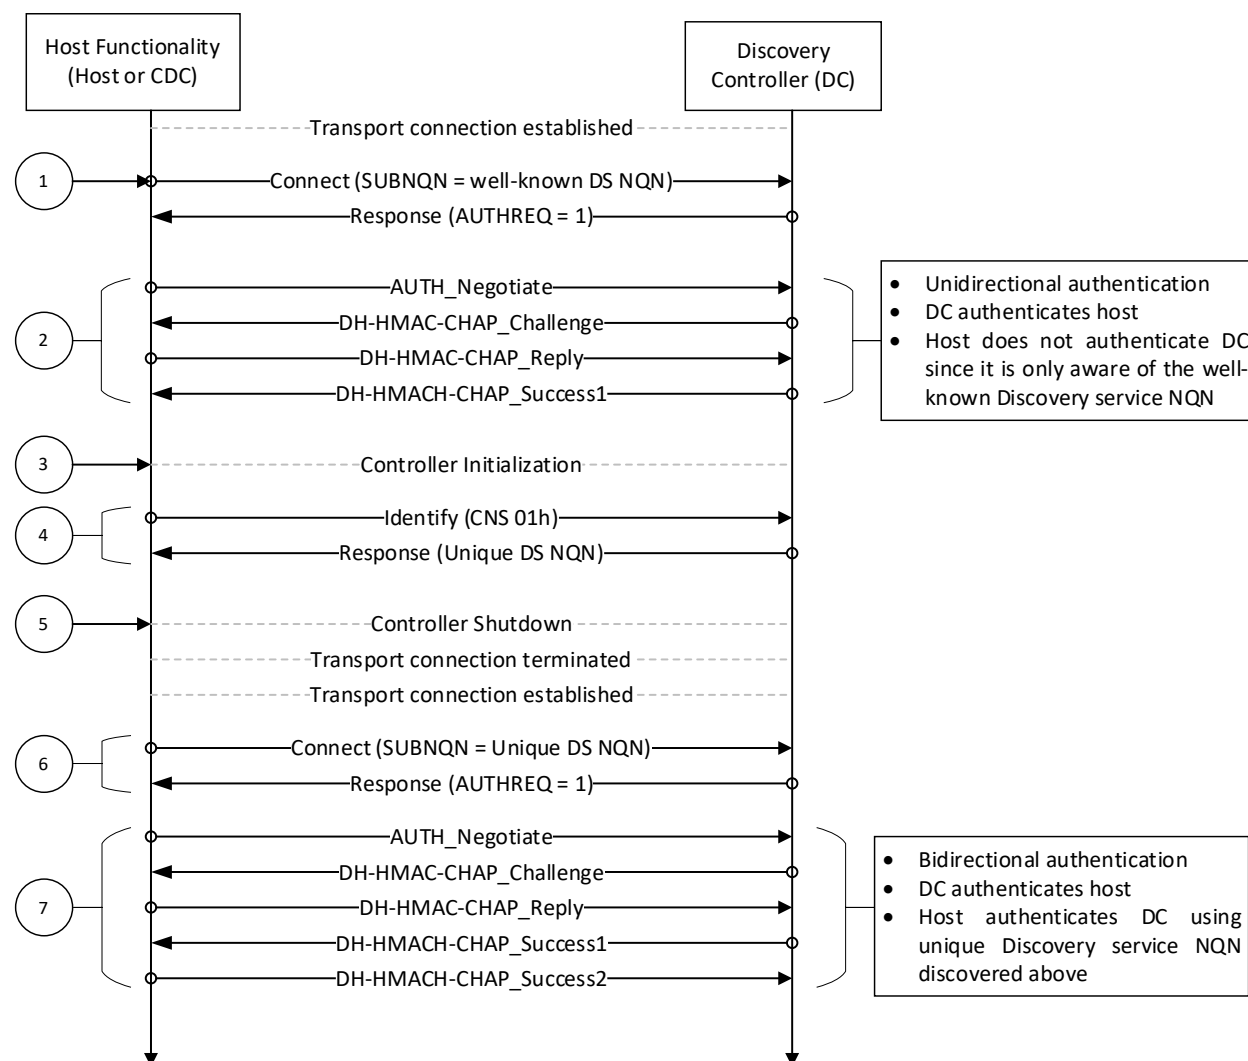 Host Functionality
(Host or CDC)
Discovery
Controller (DC)
Transport connection established
1
Connect (SUBNQN = well-known DS NQN)
Response (AUTHREQ = 1)
2
AUTH_Negotiate
DH-HMAC-CHAP_Challenge
DH-HMAC-CHAP_Reply
DH-HMACH-CHAP_Success1
• Unidirectional authentication
• DC authenticates host
• Host does not authenticate DC
since it is only aware of the well-
known Discovery service NQN
3
Controller Initialization
4
Identify (CNS 01h)
Response (Unique DS NQN)
5
Controller Shutdown
Transport connection terminated
Transport connection established
6
Connect (SUBNQN = Unique DS NQN)
Response (AUTHREQ = 1)
7
AUTH_Negotiate
DH-HMAC-CHAP_Challenge
DH-HMAC-CHAP_Reply
DH-HMACH-CHAP_Success1
DH-HMACH-CHAP_Success2
• Bidirectional authentication
• DC authenticates host
• Host authenticates DC using
unique Discovery service NQN
discovered above